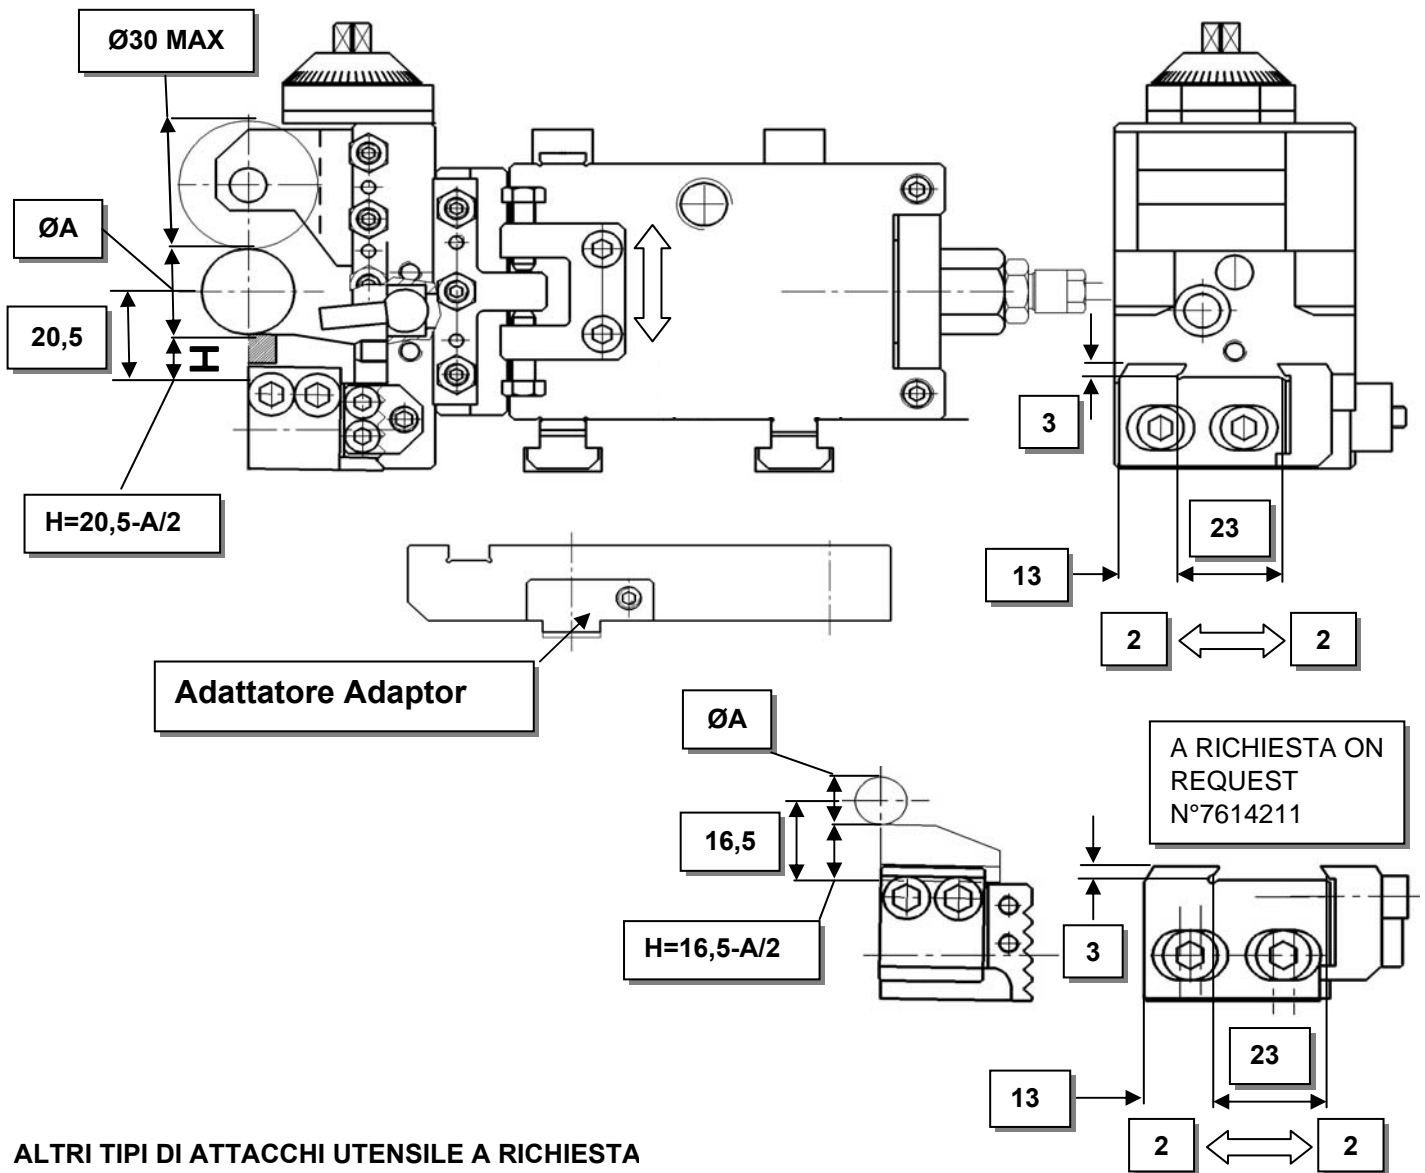 Ø30 MAX
ØA
20,5
H
H=20,5-A/2
3
23
13
2
2
Adattatore Adaptor
ØA
A RICHIESTA ON
REQUEST
N°7614211
16,5
H=16,5-A/2
3
23
13
2
2
ALTRI TIPI DI ATTACCHI UTENSILE A RICHIESTA